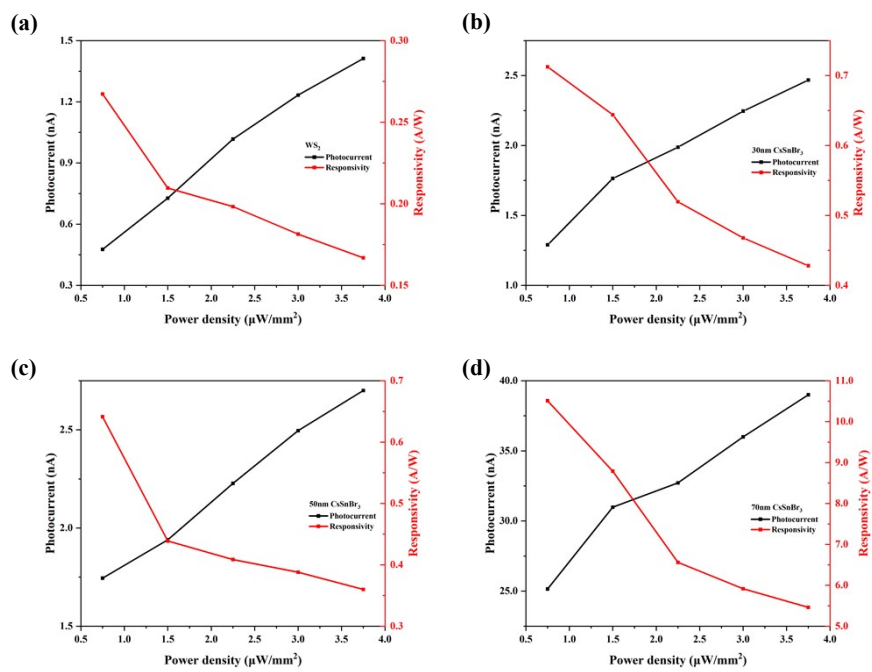 (a)
1.5
1.2
0.9
0.6
0.3
Photocurrent (nA)
0.30
0.25
0.20
0.15
Responsivity (A/W)
WS₂
Photocurrent
Responsivity
0.5 1.0 1.5 2.0 2.5 3.0 3.5 4.0
Power density (μW/mm²)
(b)
2.5
2.0
1.5
1.0
Photocurrent (nA)
0.7
0.6
0.5
0.4
Responsivity (A/W)
30nm CsSnBr₃
Photocurrent
Responsivity
0.5 1.0 1.5 2.0 2.5 3.0 3.5 4.0
Power density (μW/mm²)
(c)
2.5
2.0
1.5
Photocurrent (nA)
0.7
0.6
0.5
0.4
0.3
Responsivity (A/W)
50nm CsSnBr₃
Photocurrent
Responsivity
0.5 1.0 1.5 2.0 2.5 3.0 3.5 4.0
Power density (μW/mm²)
(d)
40.0
35.0
30.0
25.0
Photocurrent (nA)
11.0
10.0
9.0
8.0
7.0
6.0
5.0
Responsivity (A/W)
70nm CsSnBr₃
Photocurrent
Responsivity
0.5 1.0 1.5 2.0 2.5 3.0 3.5 4.0
Power density (μW/mm²)